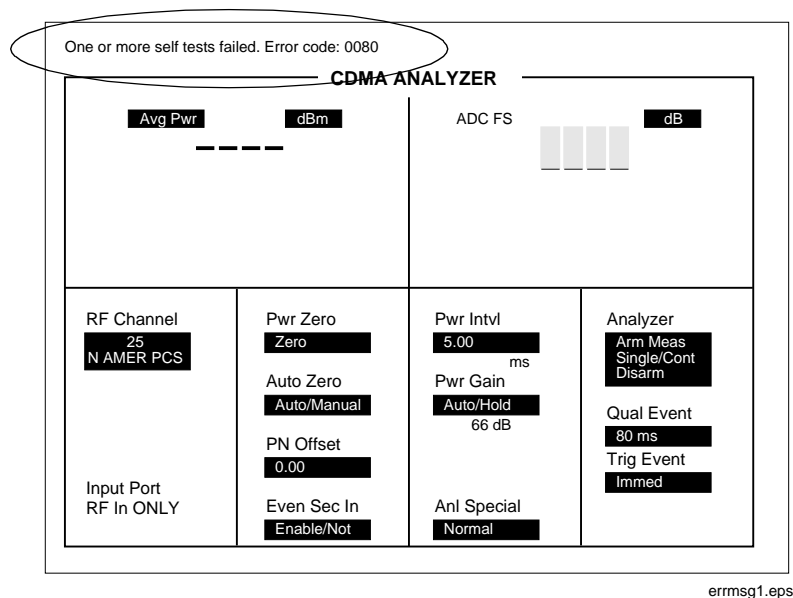 One or more self tests failed. Error code: 0080
CDMA ANALYZER
Avg Pwr
dBm
ADC FS
dB
RF Channel
25
N AMER PCS
Input Port
RF In ONLY
Pwr Zero
Zero
Auto Zero
Auto/Manual
PN Offset
0.00
Even Sec In
Enable/Not
Pwr Intvl
5.00
ms
Pwr Gain
Auto/Hold
66 dB
Anl Special
Normal
Analyzer
Arm Meas
Single/Cont
Disarm
Qual Event
80 ms
Trig Event
Immed
errmsg1.eps